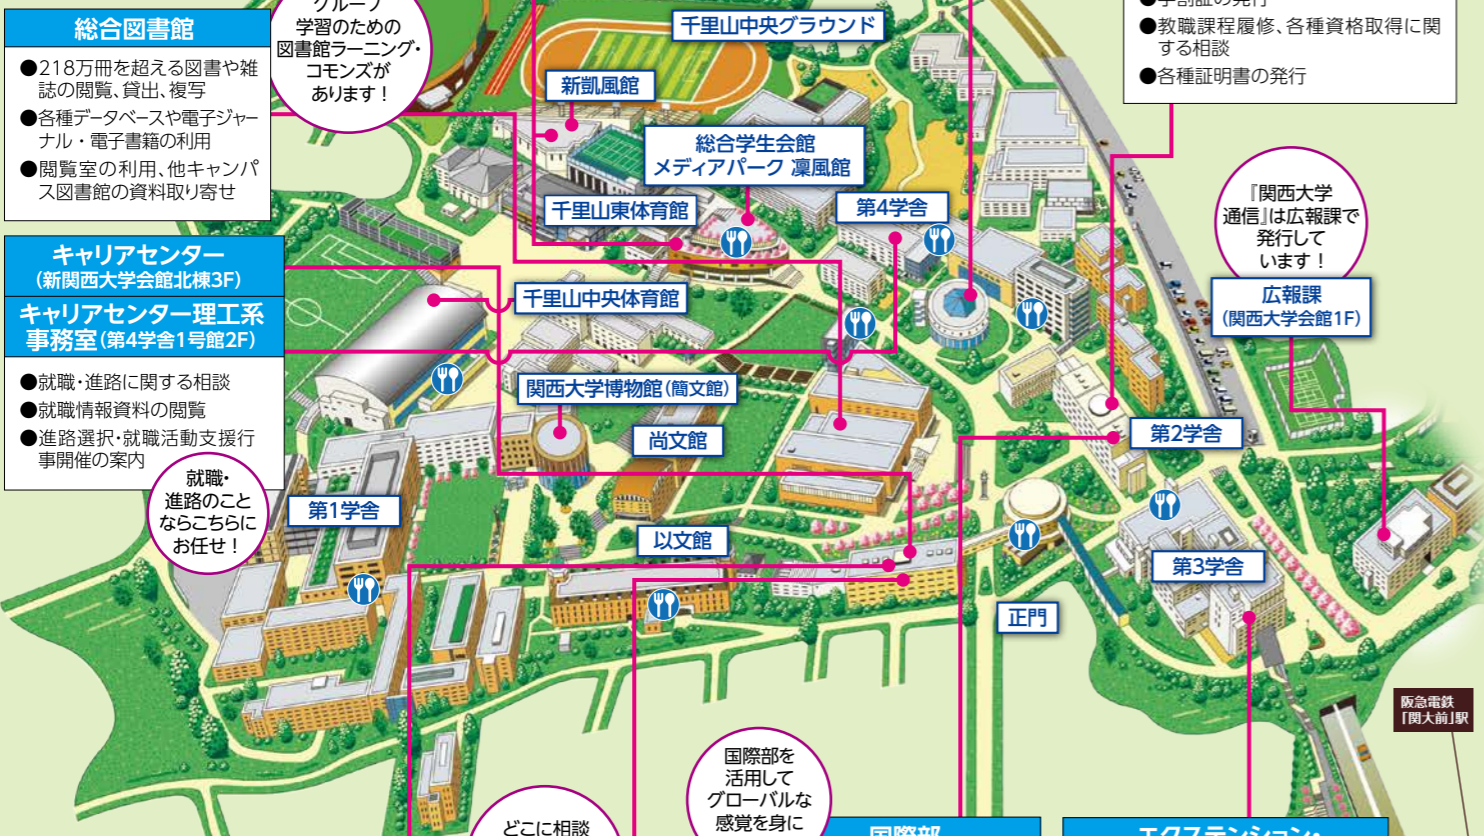 総合図書館
●218万冊を超える図書や雑
誌の閲覧、貸出、複写
●各種データベースや電子ジャー
ナル・電子書籍の利用
●閲覧室の利用、他キャンパ
ス図書館の資料取り寄せ
グループ
学習のための
図書館ラーニング・
コモンズが
あります！
千里山中央グラウンド
新凱風館
総合学生会館
メディアパーク 凜風館
千里山東体育館
第4学舎
●学割証の発行
●教職課程履修、各種資格取得に関
する相談
●各種証明書の発行
『関西大学
通信』は広報課で
発行して
います！
広報課
(関西大学会館1F)
キャリアセンター
(新関西大学会館北棟3F)
キャリアセンター理工系
事務室(第4学舎1号館2F)
●就職・進路に関する相談
●就職情報資料の閲覧
●進路選択・就職活動支援行
事開催の案内
就職・
進路のこと
ならこちらに
お任せ！
千里山中央体育館
関西大学博物館(簡文館)
尚文館
第2学舎
第1学舎
以文館
第3学舎
正門
阪急電鉄
「関大前」駅
どこに相談
国際部を
活用して
グローバルな
感覚を身に
国際部
エクステンション・